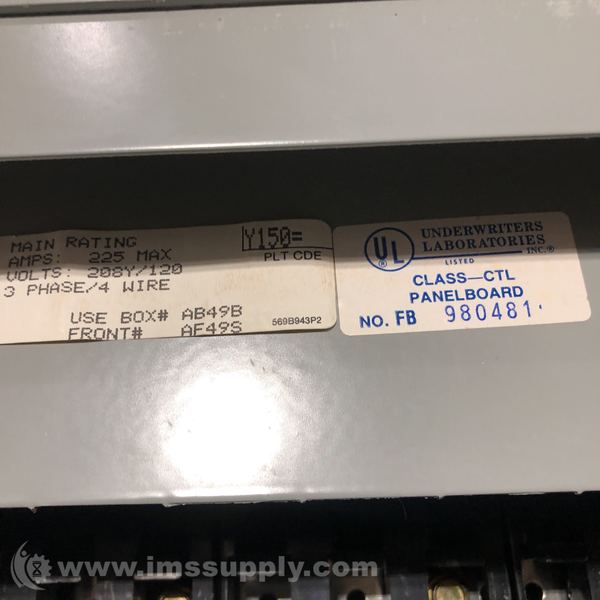 MAIN RATING
AMPS: 225 MAX
VOLTS: 208Y/120
3 PHASE/4 WIRE
USE BOX# AB49B
FRONT# AF49S
Y150=
PLT CDE
569B943P2
UL
UNDERWRITERS
LABORATORIES
INC.®
LISTED
CLASS—CTL
PANELBOARD
NO. FB 980481
www.imssupply.com